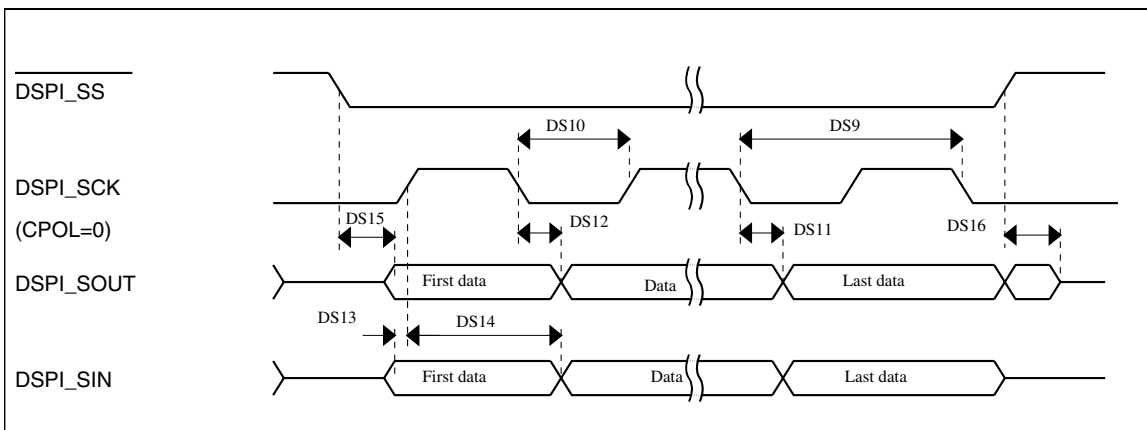 DSPI_SS
DS10
DS9
DSPI_SCK
(CPOL=0)
DS15
DS12
DS11
DS16
DSPI_SOUT
First data
Data
Last data
DS13
DS14
DSPI_SIN
First data
Data
Last data